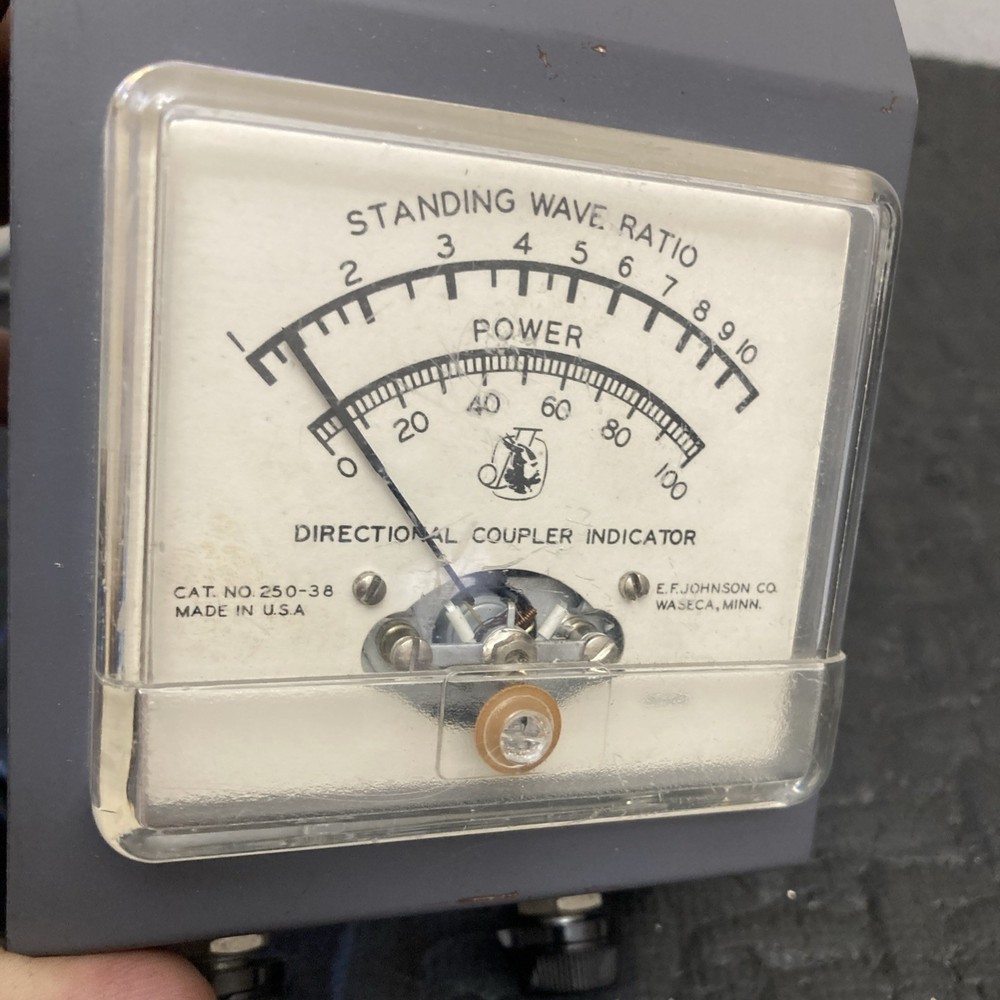 STANDING WAVE RATIO
1 2 3 4 5 6 7 8 9 10
POWER
0 20 40 60 80 100
DIRECTIONAL COUPLER INDICATOR
CAT. NO. 250-38
MADE IN U.S.A
E.F. JOHNSON CO.
WASECA, MINN.